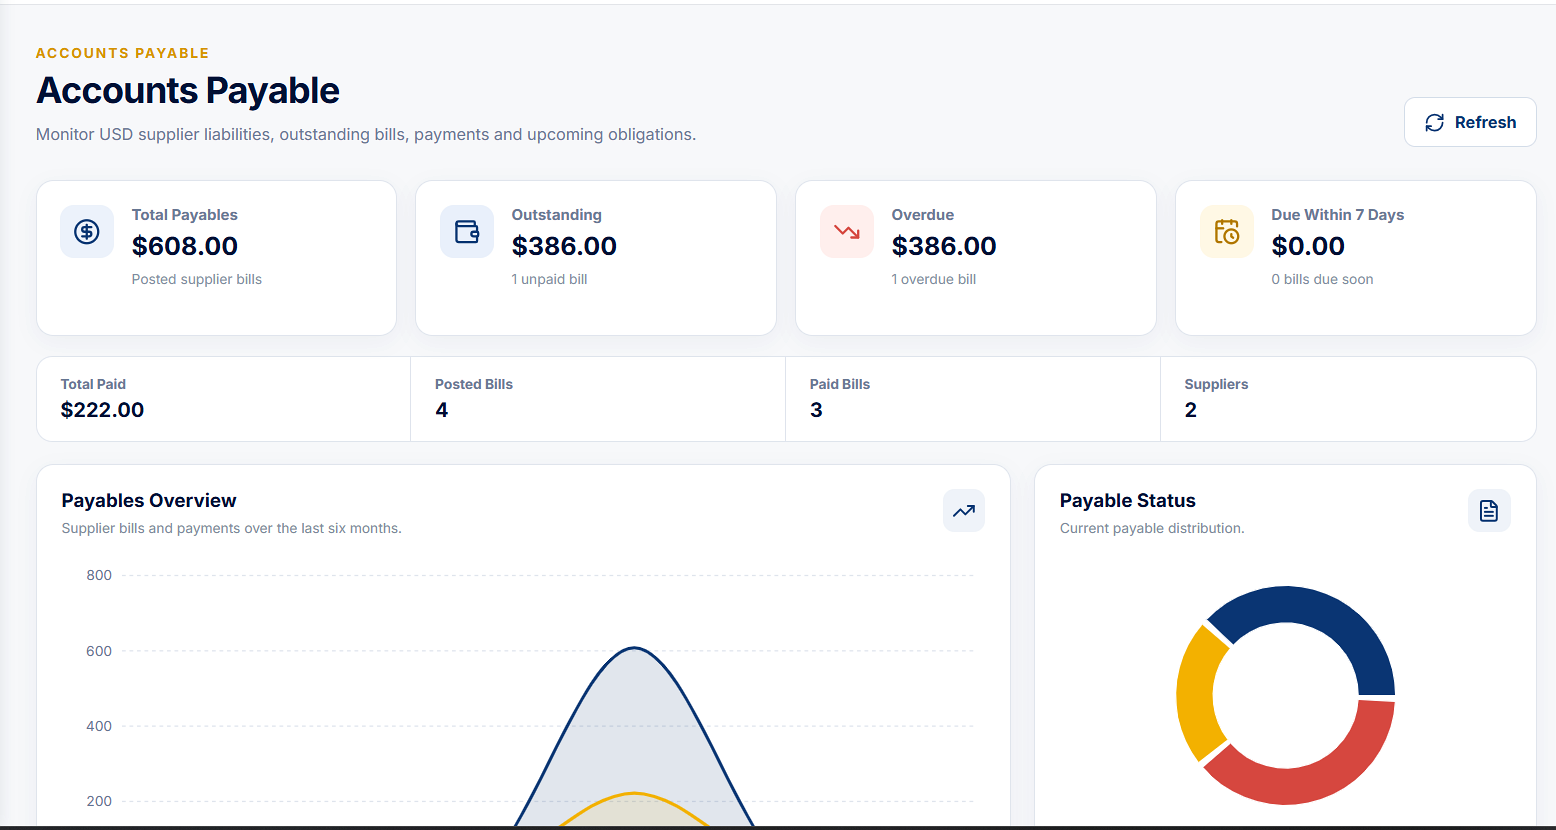 ACCOUNTS PAYABLE
Accounts Payable
Monitor USD supplier liabilities, outstanding bills, payments and upcoming obligations.
Refresh
Total Payables
$608.00
Posted supplier bills
Outstanding
$386.00
1 unpaid bill
Overdue
$386.00
1 overdue bill
Due Within 7 Days
$0.00
0 bills due soon
Total Paid
$222.00
Posted Bills
4
Paid Bills
3
Suppliers
2
Payables Overview
Supplier bills and payments over the last six months.
800
600
400
200
Payable Status
Current payable distribution.